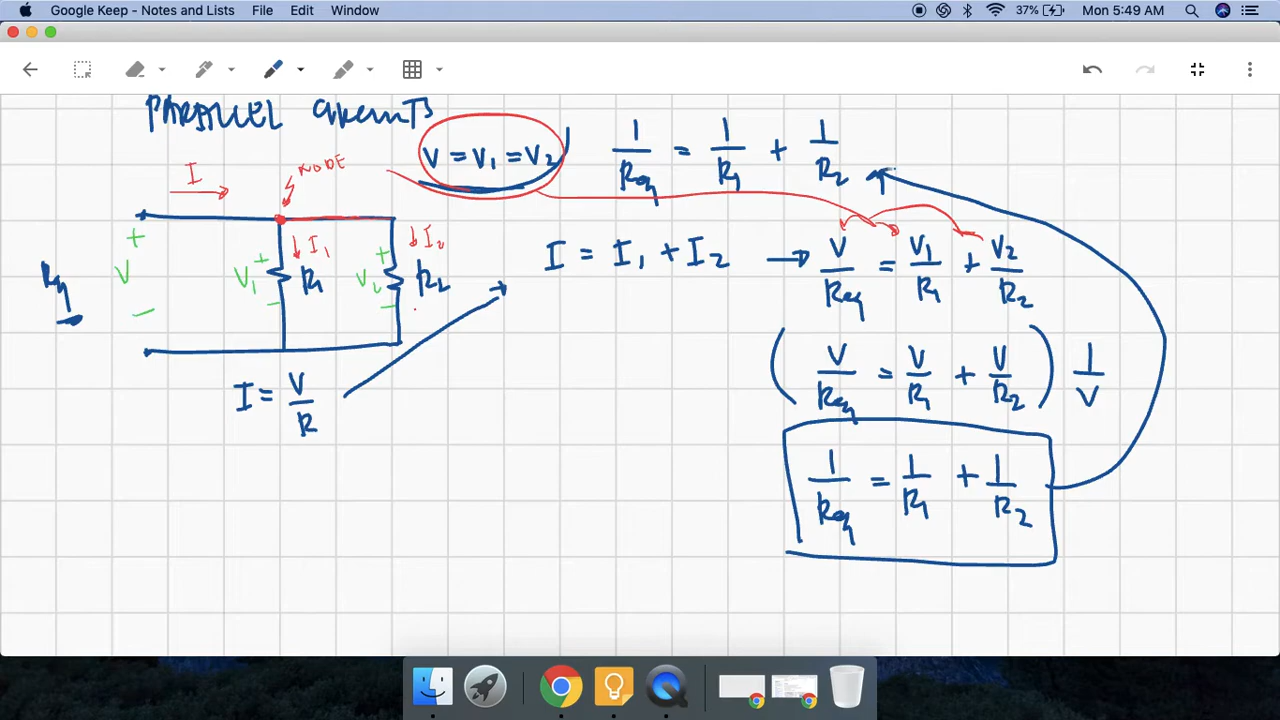 Google Keep - Notes and Lists File Edit Window 37% Mon 5:49 AM
PARALLEL CIRCUITS
V = V1 = V2
1/Req = 1/R1 + 1/R2
I
NODE
I1
I2
I = I1 + I2 → V/Req = V1/R1 + V2/R2
Req
+
V
−
+
V1
−
R1
+
V2
−
R2
(V/Req = V/R1 + V/R2) 1/V
I = V/R
1/Req = 1/R1 + 1/R2